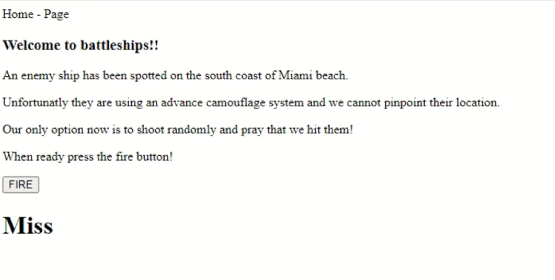 Home - Page
Welcome to battleships!!
An enemy ship has been spotted on the south coast of Miami beach.
Unfortunatly they are using an advance camouflage system and we cannot pinpoint their location.
Our only option now is to shoot randomly and pray that we hit them!
When ready press the fire button!
FIRE
Miss